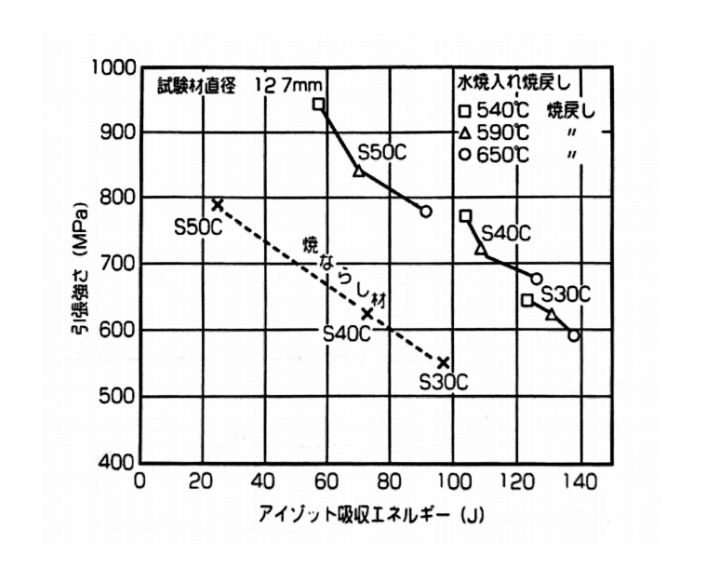 1000
900
800
700
600
500
400
引張強さ (MPa)
試験材直径 12 7mm
水焼入れ焼戻し
□ 540℃ 焼戻し
△ 590℃ 〃
○ 650℃ 〃
S50C
S50C
S40C
焼ならし材
S30C
S40C
S30C
0 20 40 60 80 100 120 140
アイゾット吸収エネルギー (J)